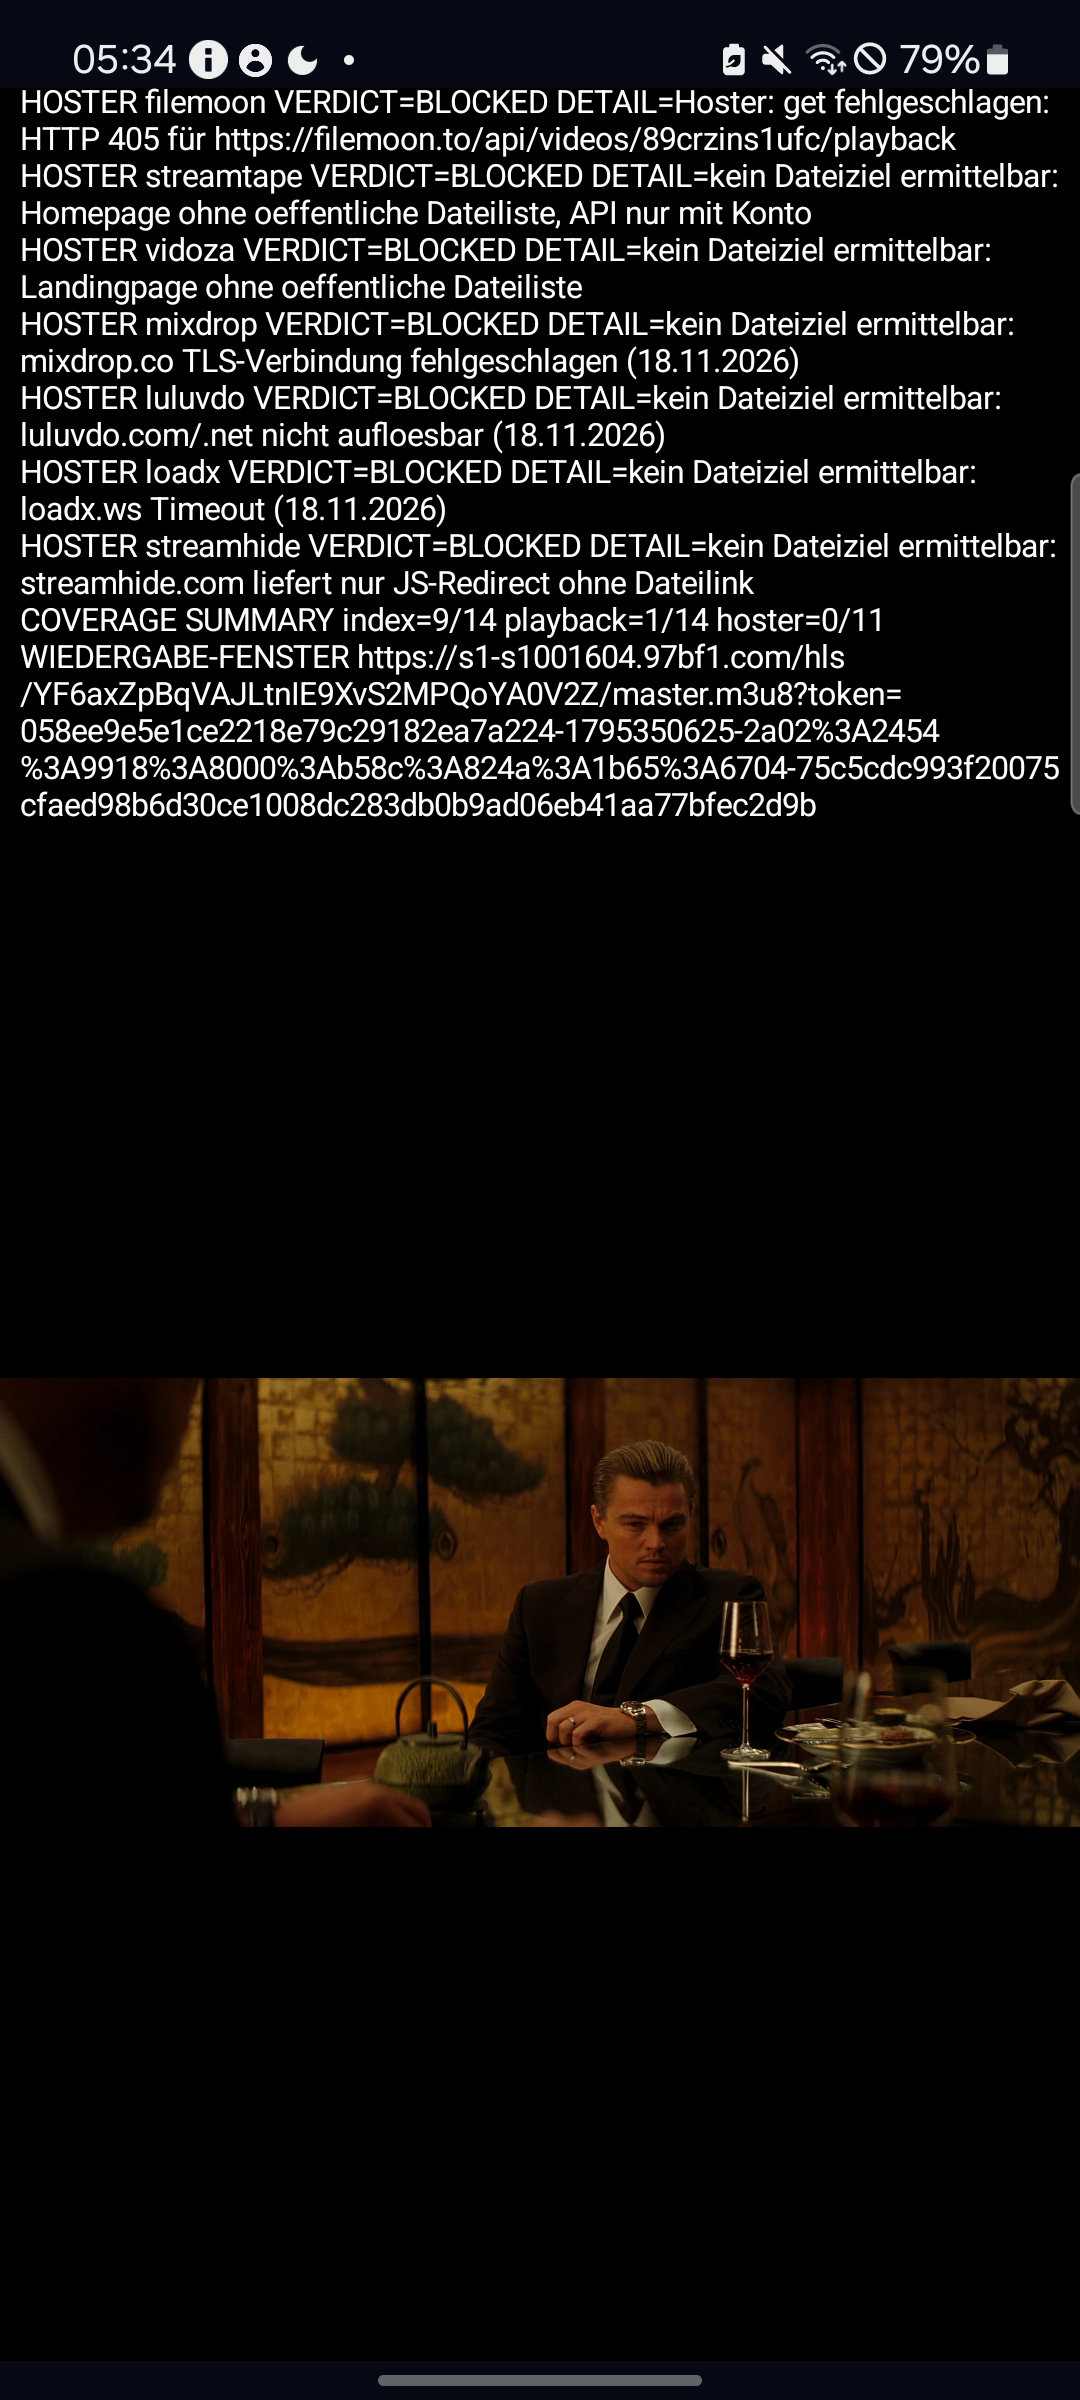 05:34 79%
HOSTER filemoon VERDICT=BLOCKED DETAIL=Hoster: get fehlgeschlagen:
HTTP 405 für https://filemoon.to/api/videos/89crzins1ufc/playback
HOSTER streamtape VERDICT=BLOCKED DETAIL=kein Dateiziel ermittelbar:
Homepage ohne oeffentliche Dateiliste, API nur mit Konto
HOSTER vidoza VERDICT=BLOCKED DETAIL=kein Dateiziel ermittelbar:
Landingpage ohne oeffentliche Dateiliste
HOSTER mixdrop VERDICT=BLOCKED DETAIL=kein Dateiziel ermittelbar:
mixdrop.co TLS-Verbindung fehlgeschlagen (18.11.2026)
HOSTER luluvdo VERDICT=BLOCKED DETAIL=kein Dateiziel ermittelbar:
luluvdo.com/.net nicht aufloesbar (18.11.2026)
HOSTER loadx VERDICT=BLOCKED DETAIL=kein Dateiziel ermittelbar:
loadx.ws Timeout (18.11.2026)
HOSTER streamhide VERDICT=BLOCKED DETAIL=kein Dateiziel ermittelbar:
streamhide.com liefert nur JS-Redirect ohne Dateilink
COVERAGE SUMMARY index=9/14 playback=1/14 hoster=0/11
WIEDERGABE-FENSTER https://s1-s1001604.97bf1.com/hls
/YF6axZpBqVAJLtnIE9XvS2MPQoYA0V2Z/master.m3u8?token=
058ee9e5e1ce2218e79c29182ea7a224-1795350625-2a02%3A2454
%3A9918%3A8000%3Ab58c%3A824a%3A1b65%3A6704-75c5cdc993f20075
cfaed98b6d30ce1008dc283db0b9ad06eb41aa77bfec2d9b